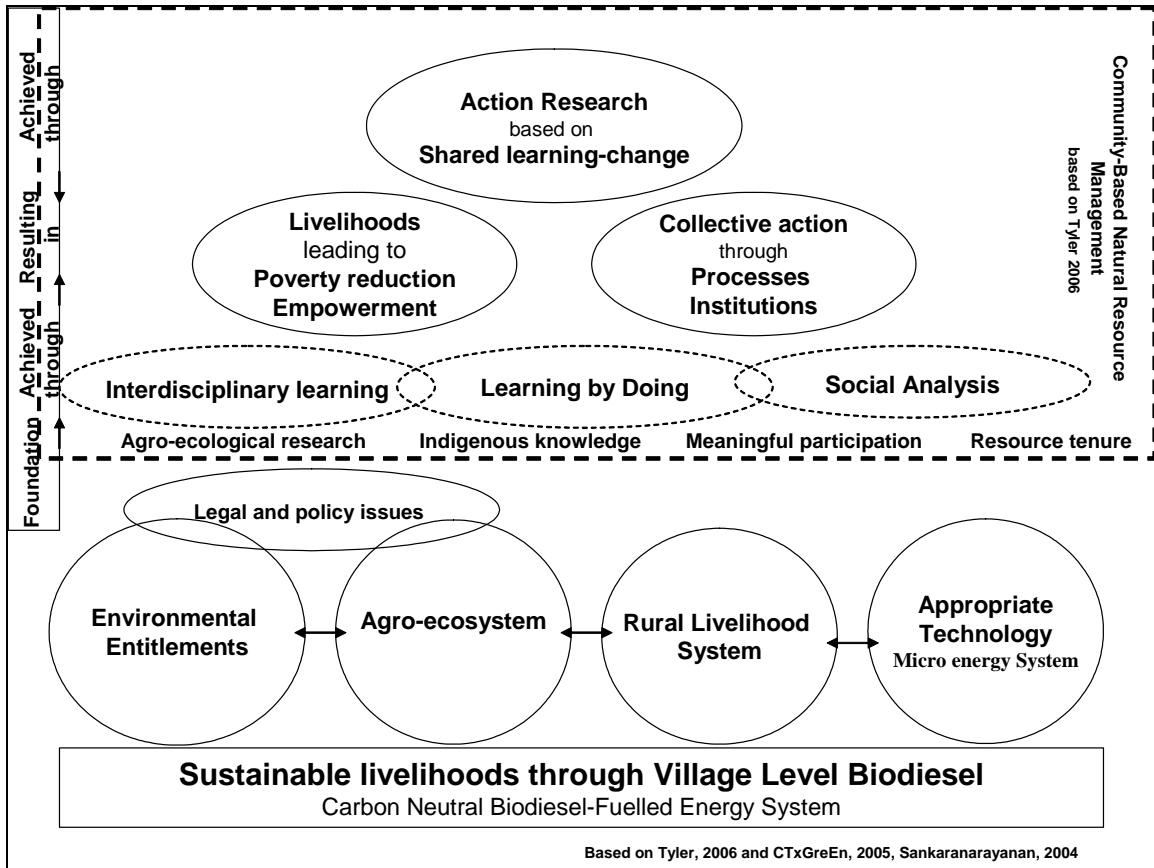 Action Research
based on
Shared learning-change
Livelihoods
leading to
Poverty reduction
Empowerment
Collective action
through
Processes
Institutions
Interdisciplinary learning
Learning by Doing
Social Analysis
Agro-ecological research
Indigenous knowledge
Meaningful participation
Resource tenure
Community-Based Natural Resource
Management
based on Tyler 2006
Foundation
Achieved
through
Resulting
in
Achieved
through
Legal and policy issues
Environmental
Entitlements
Agro-ecosystem
Rural Livelihood
System
Appropriate
Technology
Micro energy System
Sustainable livelihoods through Village Level Biodiesel
Carbon Neutral Biodiesel-Fuelled Energy System
Based on Tyler, 2006 and CTxGreEn, 2005, Sankaranarayanan, 2004